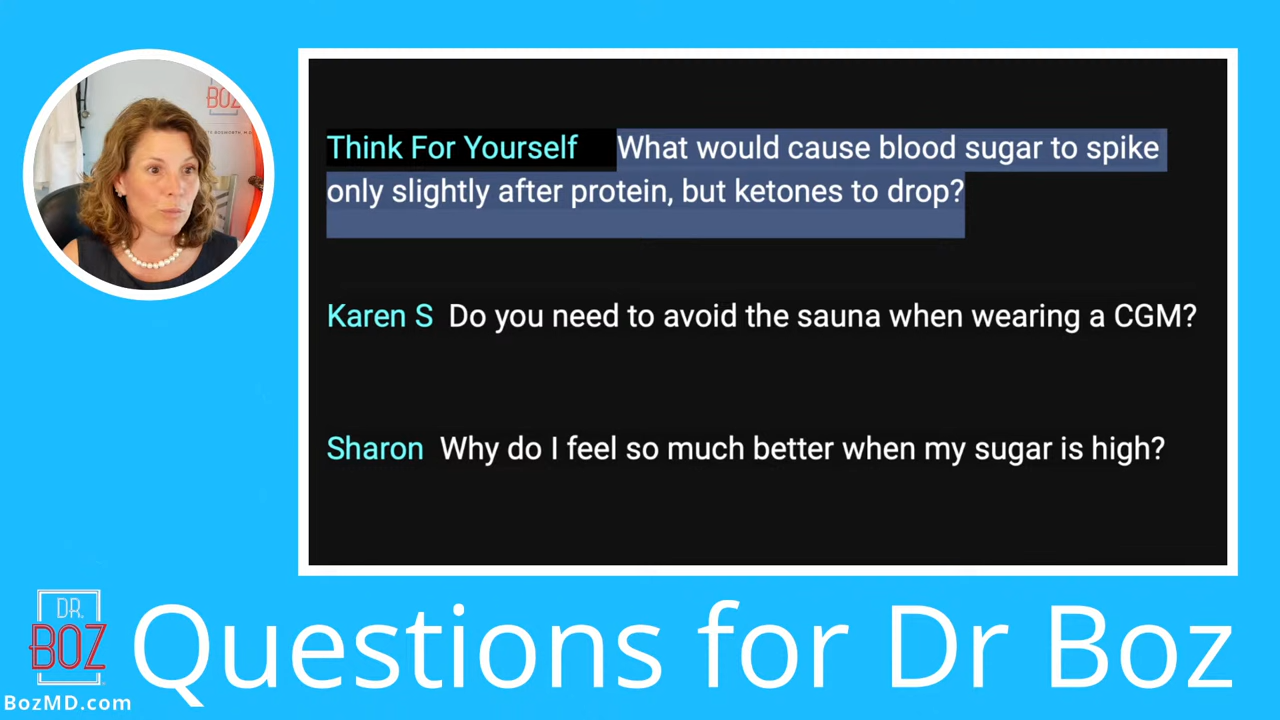 BOZ
Think For Yourself What would cause blood sugar to spike
only slightly after protein, but ketones to drop?
Karen S Do you need to avoid the sauna when wearing a CGM?
Sharon Why do I feel so much better when my sugar is high?
DR.
BOZ
Questions for Dr Boz
BozMD.com